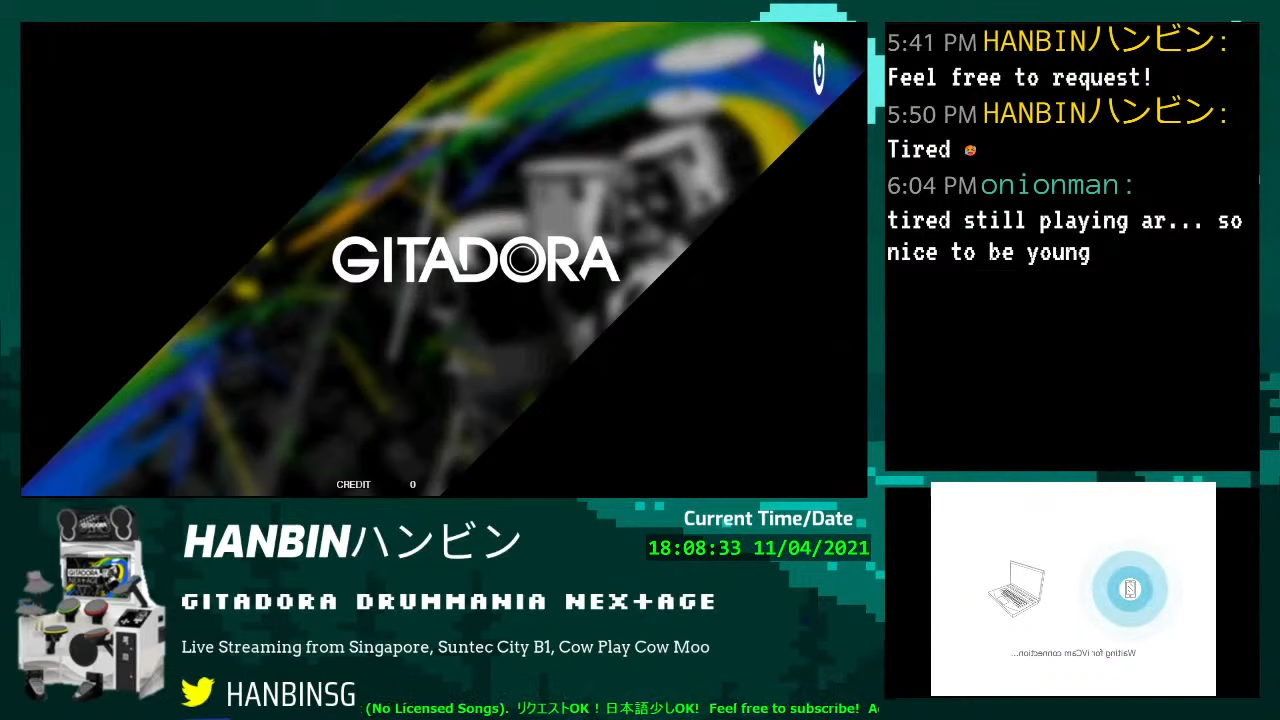 5:41 PM HANBINハンビン:
Feel free to request!
5:50 PM HANBINハンビン:
Tired
6:04 PM onionman:
tired still playing ar... so
nice to be young
GITADORA
CREDIT 0
HANBINハンビン
Current Time/Date
18:08:33 11/04/2021
GITADORA DRUMMANIA NEX+AGE
Live Streaming from Singapore, Suntec City B1, Cow Play Cow Moo
HANBINSG
(No Licensed Songs). リクエストOK！日本語少しOK! Feel free to subscribe!
Waiting for iVCam connection...